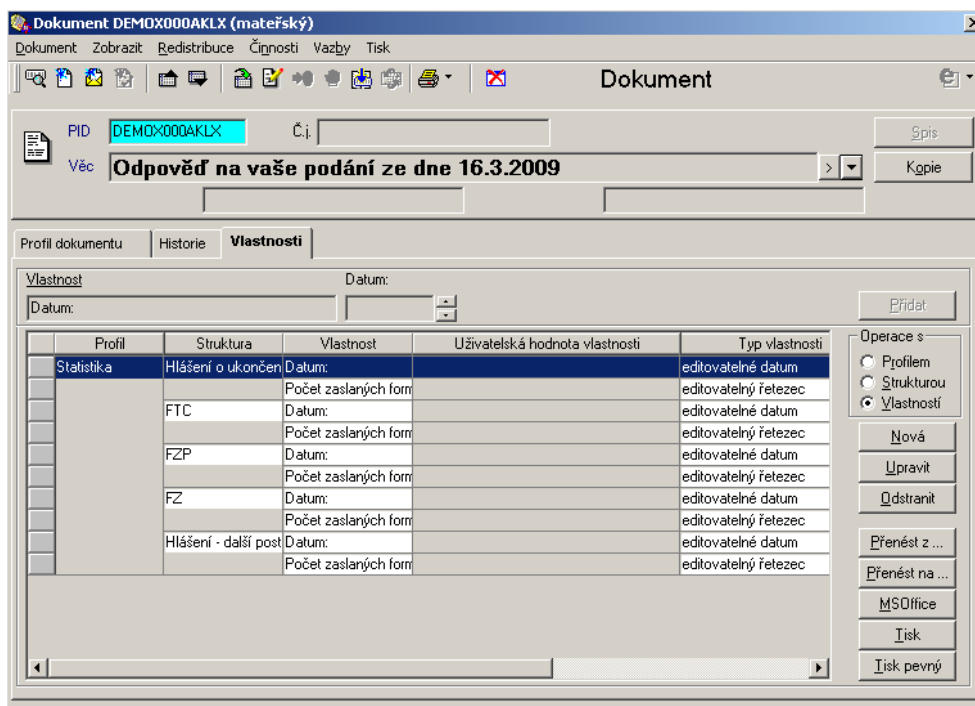 Dokument DEMOX000AKLX (mateřský)
Dokument Zobrazit Redistribuce Činnosti Vazby Tisk
Dokument
PID DEMOX000AKLX Č.j. Spis
Věc Odpověď na vaše podání ze dne 16.3.2009 > Kopie
Profil dokumentu Historie Vlastnosti
Vlastnost Datum:
Datum: Přidat
Profil Struktura Vlastnost Uživatelská hodnota vlastnosti Typ vlastnosti
Statistika Hlášení o ukončen Datum: editovatelné datum
Počet zaslaných form editovatelný řetezec
FTC Datum: editovatelné datum
Počet zaslaných form editovatelný řetezec
FZP Datum: editovatelné datum
Počet zaslaných form editovatelný řetezec
FZ Datum: editovatelné datum
Počet zaslaných form editovatelný řetezec
Hlášení - další post Datum: editovatelné datum
Počet zaslaných form editovatelný řetezec
Operace s
Profilem
Strukturou
Vlastností
Nová
Upravit
Odstranit
Přenést z ...
Přenést na ...
MSOffice
Tisk
Tisk pevný